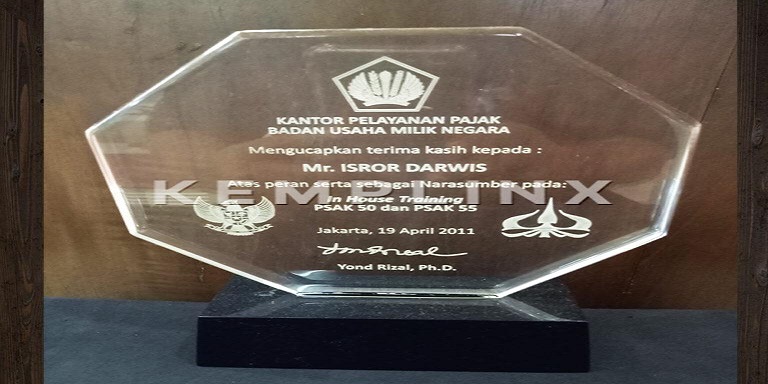 KANTOR PELAYANAN PAJAK
BADAN USAHA MILIK NEGARA
Mengucapkan terima kasih kepada :
Mr. ISROR DARWIS
Atas peran serta sebagai Narasumber pada:
KEMPLINX
In House Training
PSAK 50 dan PSAK 55
Jakarta, 19 April 2011
Yond Rizal, Ph.D.